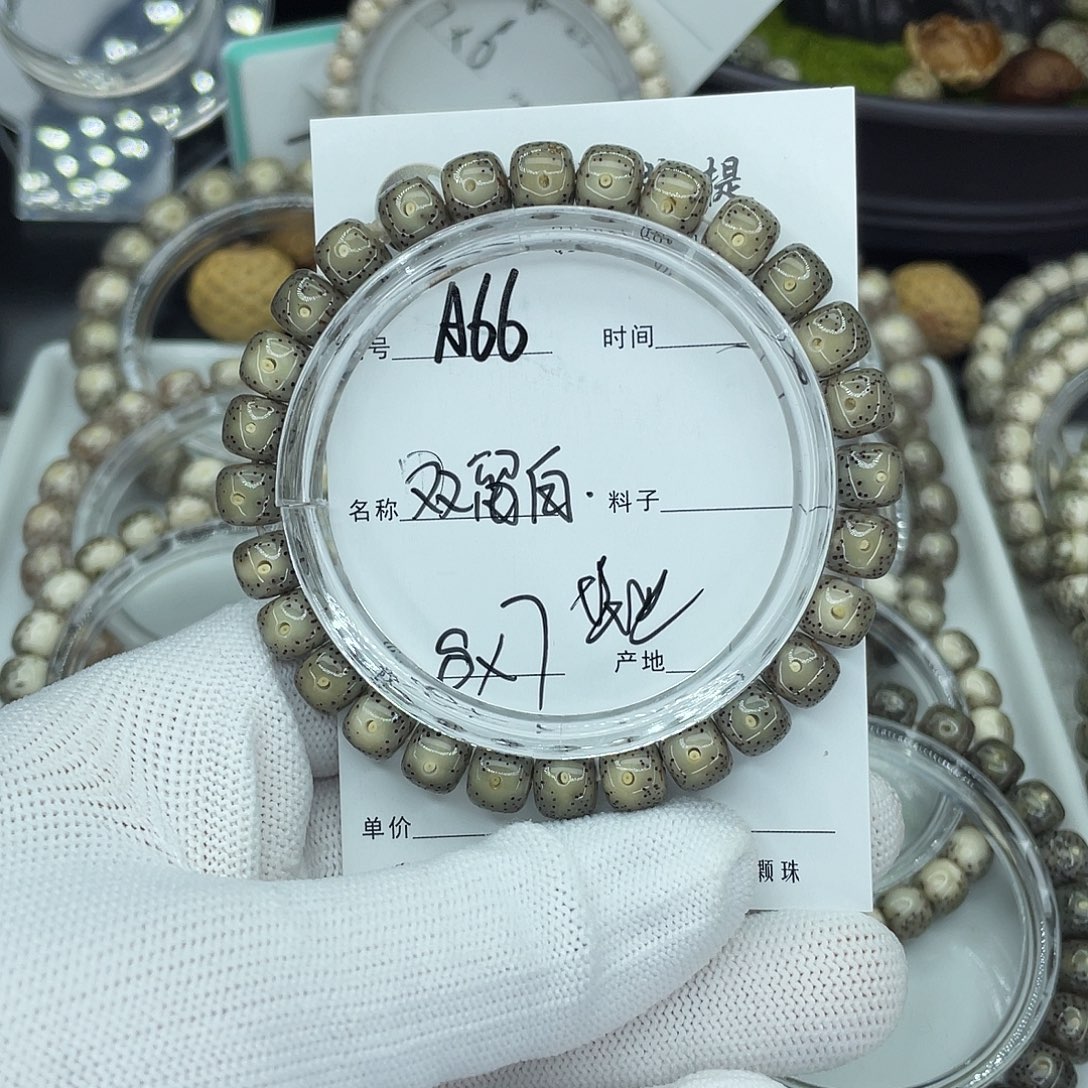 提
号 A66 时间
名称 双留白. 料子
8x7 产地
单价
颗珠